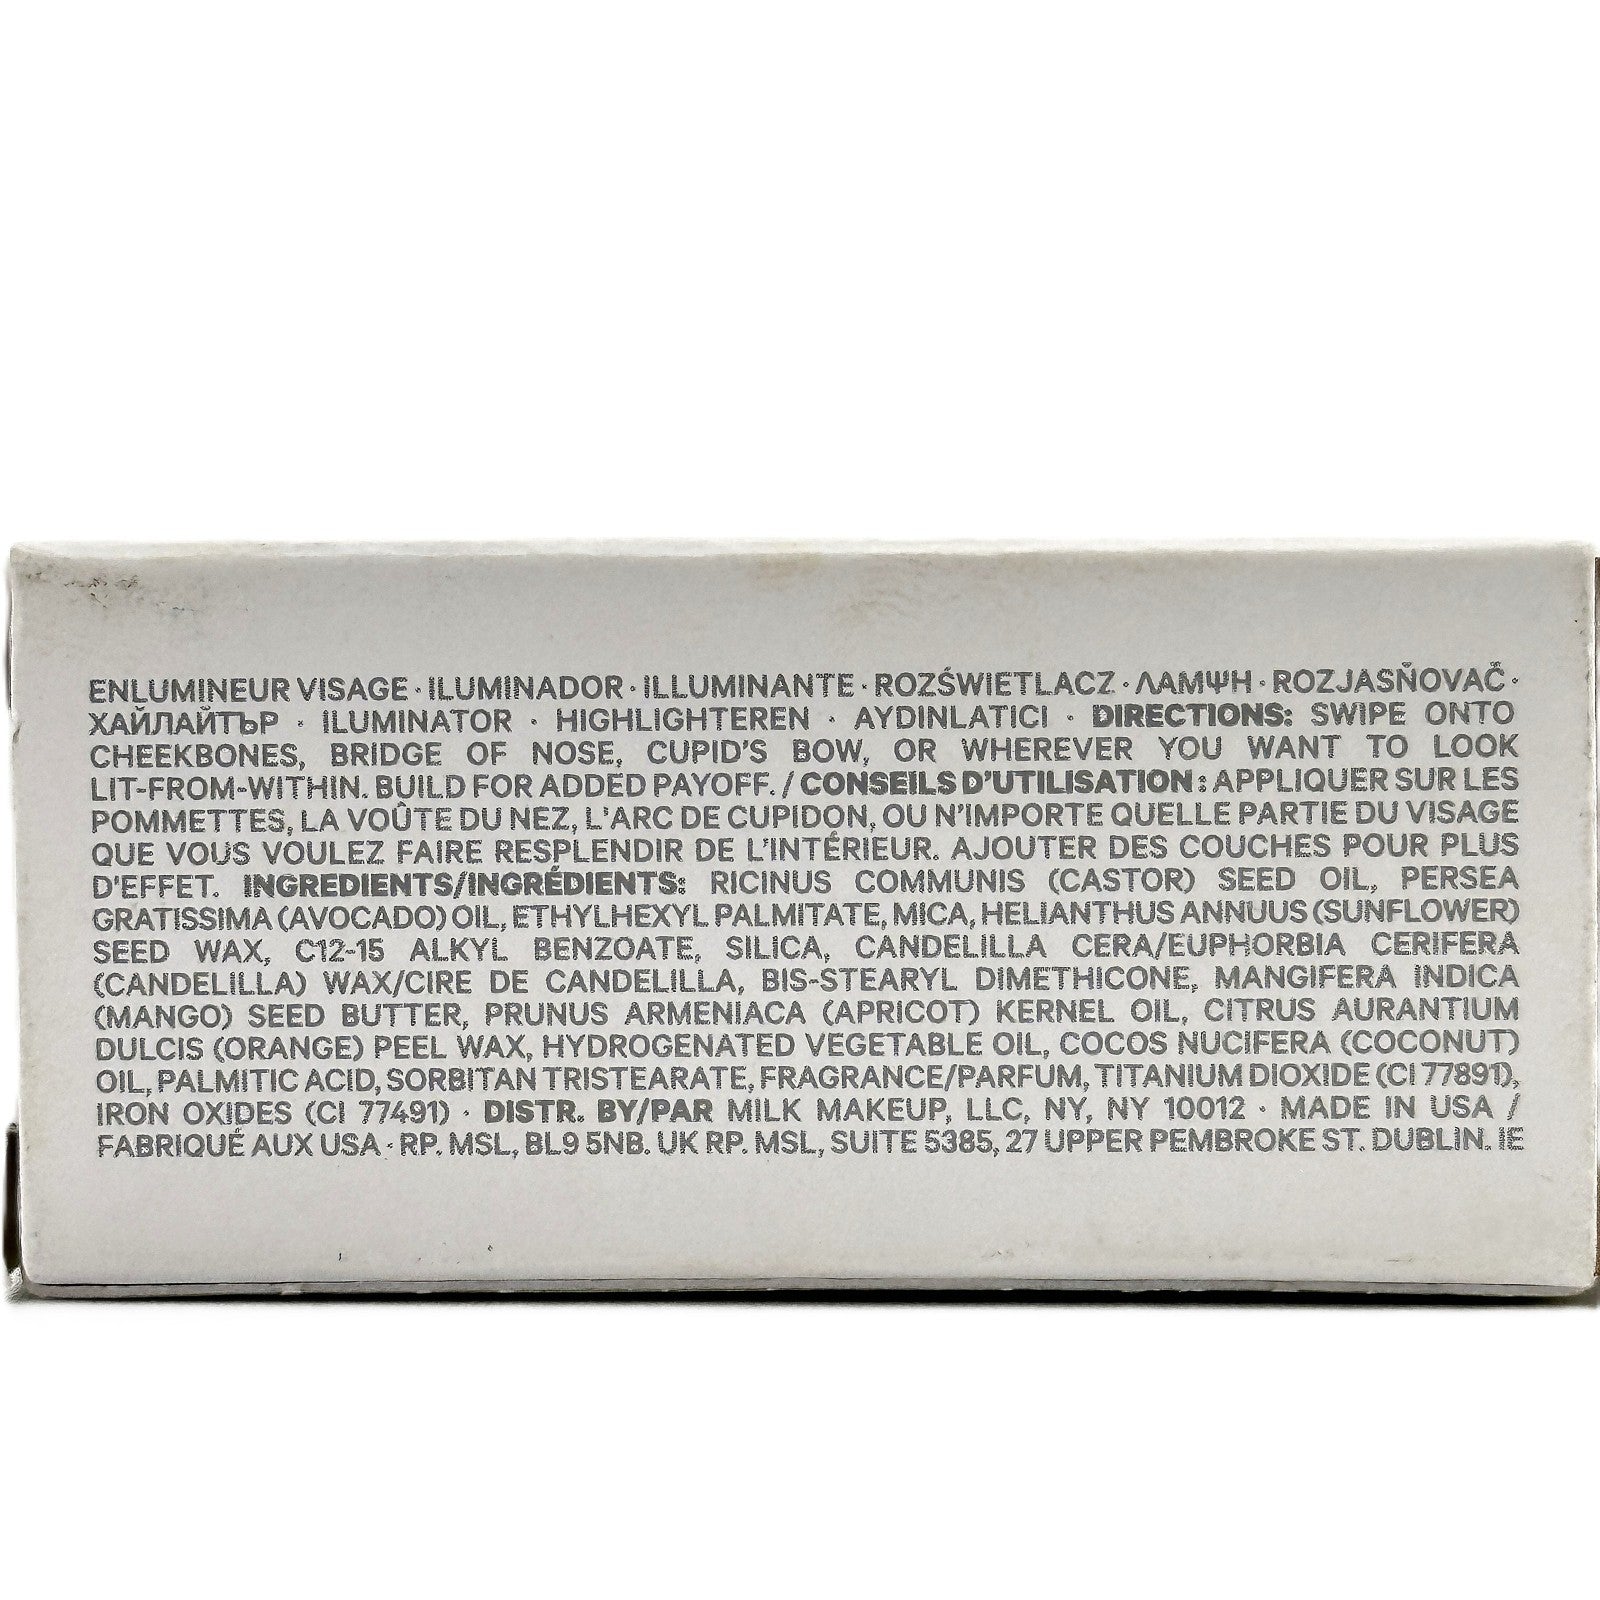 ENLUMINEUR VISAGE · ILUMINADOR · ILLUMINANTE · ROZŚWIETLACZ · ΛΑΜΨΗ · ROZJASŇOVAČ ·
ХАЙЛАЙТЪР · ILUMINATOR · HIGHLIGHTEREN · AYDINLATICI · DIRECTIONS: SWIPE ONTO
CHEEKBONES, BRIDGE OF NOSE, CUPID'S BOW, OR WHEREVER YOU WANT TO LOOK
LIT-FROM-WITHIN. BUILD FOR ADDED PAYOFF. / CONSEILS D'UTILISATION : APPLIQUER SUR LES
POMMETTES, LA VOÛTE DU NEZ, L'ARC DE CUPIDON, OU N'IMPORTE QUELLE PARTIE DU VISAGE
QUE VOUS VOULEZ FAIRE RESPLENDIR DE L'INTÉRIEUR. AJOUTER DES COUCHES POUR PLUS
D'EFFET. INGREDIENTS/INGRÉDIENTS: RICINUS COMMUNIS (CASTOR) SEED OIL, PERSEA
GRATISSIMA (AVOCADO) OIL, ETHYLHEXYL PALMITATE, MICA, HELIANTHUS ANNUUS (SUNFLOWER)
SEED WAX, C12-15 ALKYL BENZOATE, SILICA, CANDELILLA CERA/EUPHORBIA CERIFERA
(CANDELILLA) WAX/CIRE DE CANDELILLA, BIS-STEARYL DIMETHICONE, MANGIFERA INDICA
(MANGO) SEED BUTTER, PRUNUS ARMENIACA (APRICOT) KERNEL OIL, CITRUS AURANTIUM
DULCIS (ORANGE) PEEL WAX, HYDROGENATED VEGETABLE OIL, COCOS NUCIFERA (COCONUT)
OIL, PALMITIC ACID, SORBITAN TRISTEARATE, FRAGRANCE/PARFUM, TITANIUM DIOXIDE (CI 77891),
IRON OXIDES (CI 77491) · DISTR. BY/PAR MILK MAKEUP, LLC, NY, NY 10012 · MADE IN USA /
FABRIQUÉ AUX USA · RP. MSL, BL9 5NB. UK RP. MSL, SUITE 5385, 27 UPPER PEMBROKE ST. DUBLIN. IE